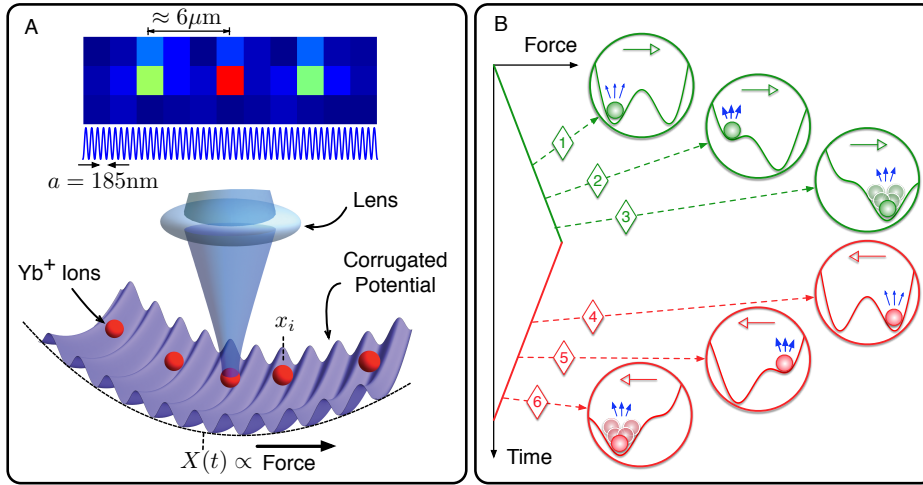 A
≈ 6μm
a = 185nm
Lens
Yb⁺ Ions
Corrugated
Potential
x_i
X(t) ∝ Force
B
Force
1
2
3
4
5
6
Time